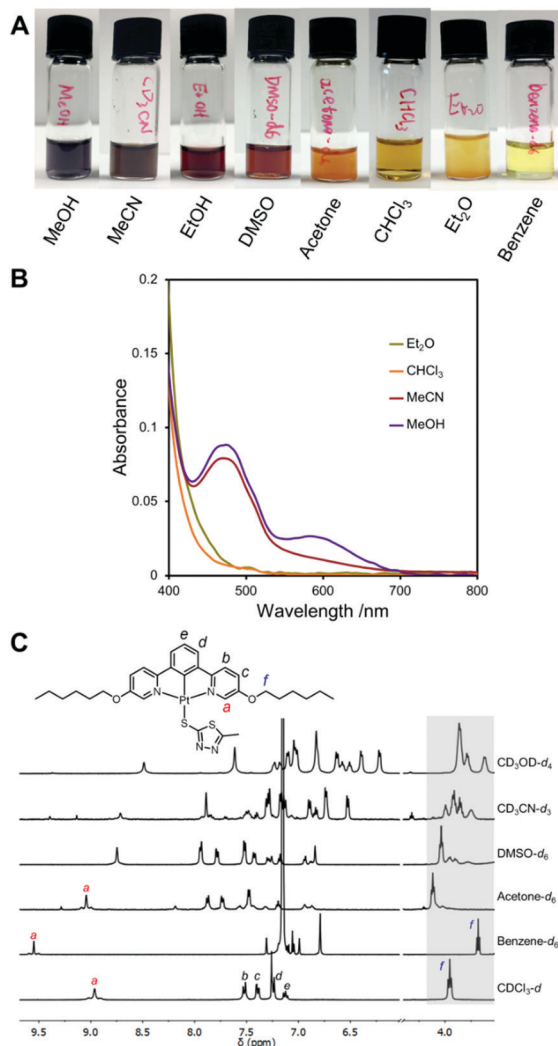 A
MeOH
CD3CN
EtOH
DMSO-d6
acetone-d6
CHCl3
Et2O
benzene-d6
MeOH
MeCN
EtOH
DMSO
Acetone
CHCl₃
Et₂O
Benzene
B
0.2
0.15
0.1
0.05
0
Absorbance
Et₂O
CHCl₃
MeCN
MeOH
400
500
600
700
800
Wavelength /nm
C
e
d
b
c
f
a
O
N
Pt
N
O
S
S
N-N
CD₃OD-d₄
CD₃CN-d₃
DMSO-d₆
a
Acetone-d₆
a
f
Benzene-d₆
a
b
c
d
e
f
CDCl₃-d
9.5
9.0
8.5
8.0
7.5
7.0
6.5
4.0
δ (ppm)